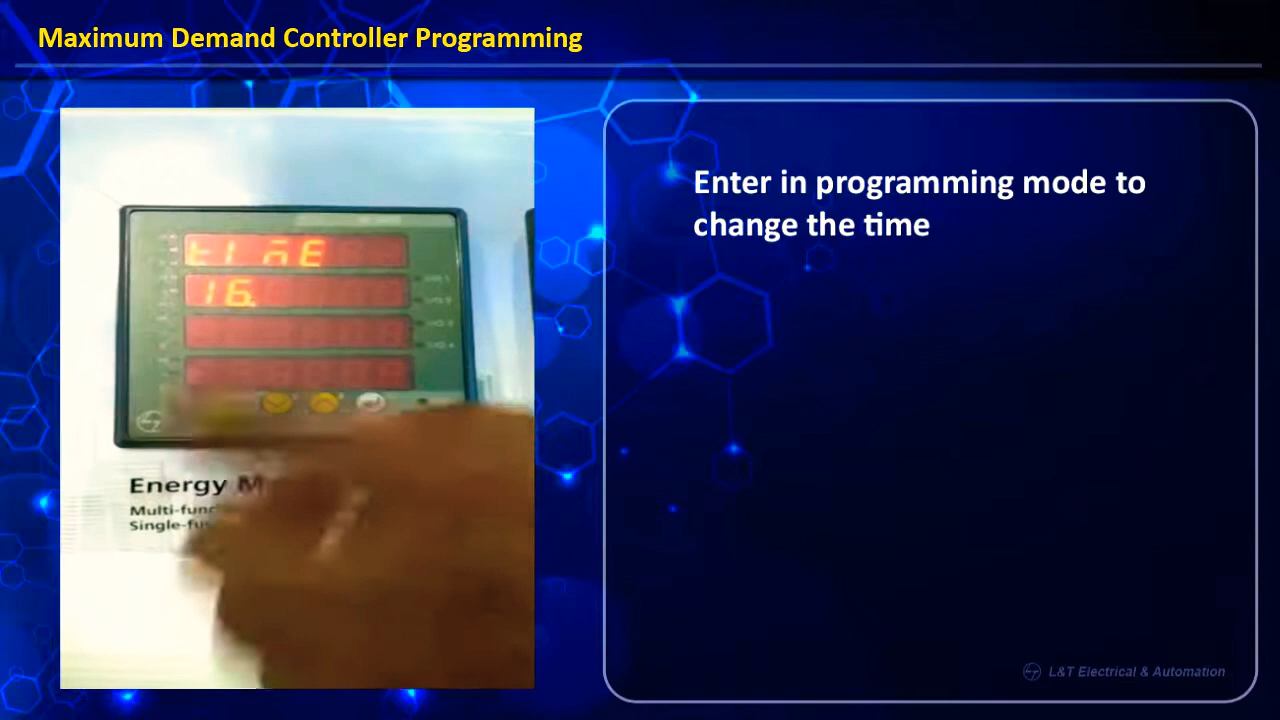 Maximum Demand Controller Programming
Enter in programming mode to
change the time
tinE
16.
Energy M
Multi-func
Single-fu
L&T Electrical & Automation